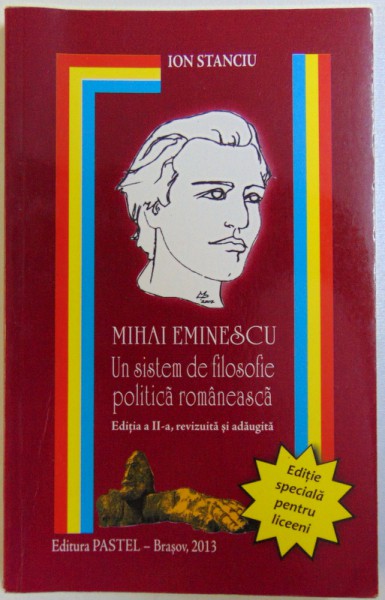 ION STANCIU
2002
MIHAI EMINESCU
Un sistem de filosofie
politică românească
Ediția a II-a, revizuită și adăugită
Ediție
specială
pentru
liceeni
Editura PASTEL – Brașov, 2013